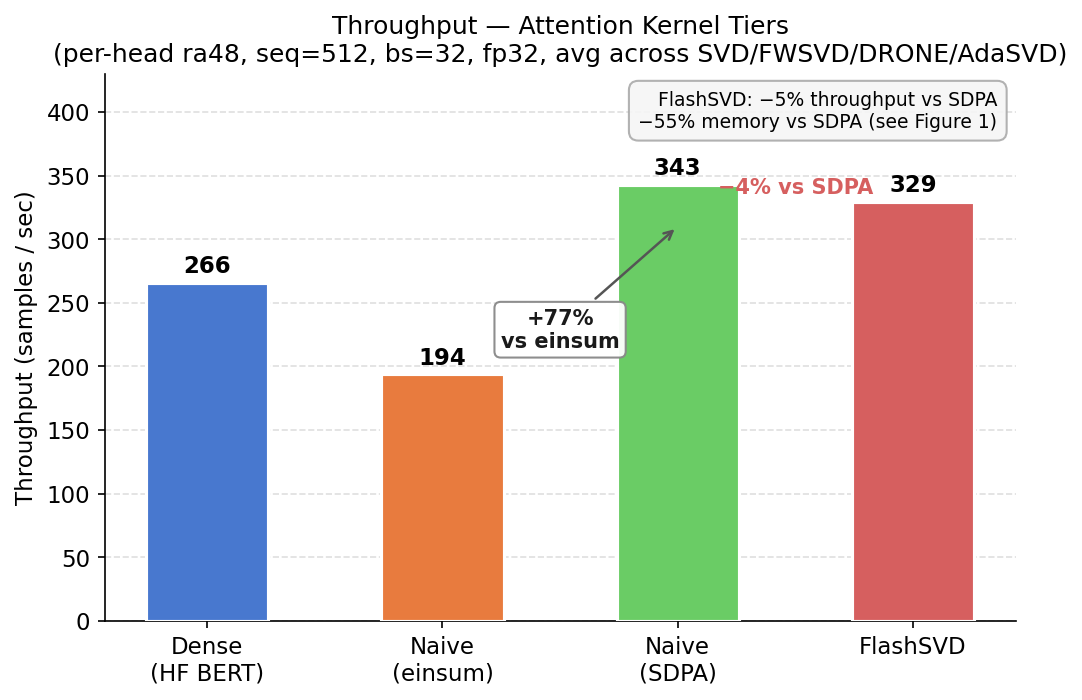 Throughput — Attention Kernel Tiers
(per-head ra48, seq=512, bs=32, fp32, avg across SVD/FWSVD/DRONE/AdaSVD)
FlashSVD: −5% throughput vs SDPA
−55% memory vs SDPA (see Figure 1)
Throughput (samples / sec)
400
350
300
250
200
150
100
50
0
266
194
343
329
−4% vs SDPA
+77%
vs einsum
Dense
(HF BERT)
Naive
(einsum)
Naive
(SDPA)
FlashSVD